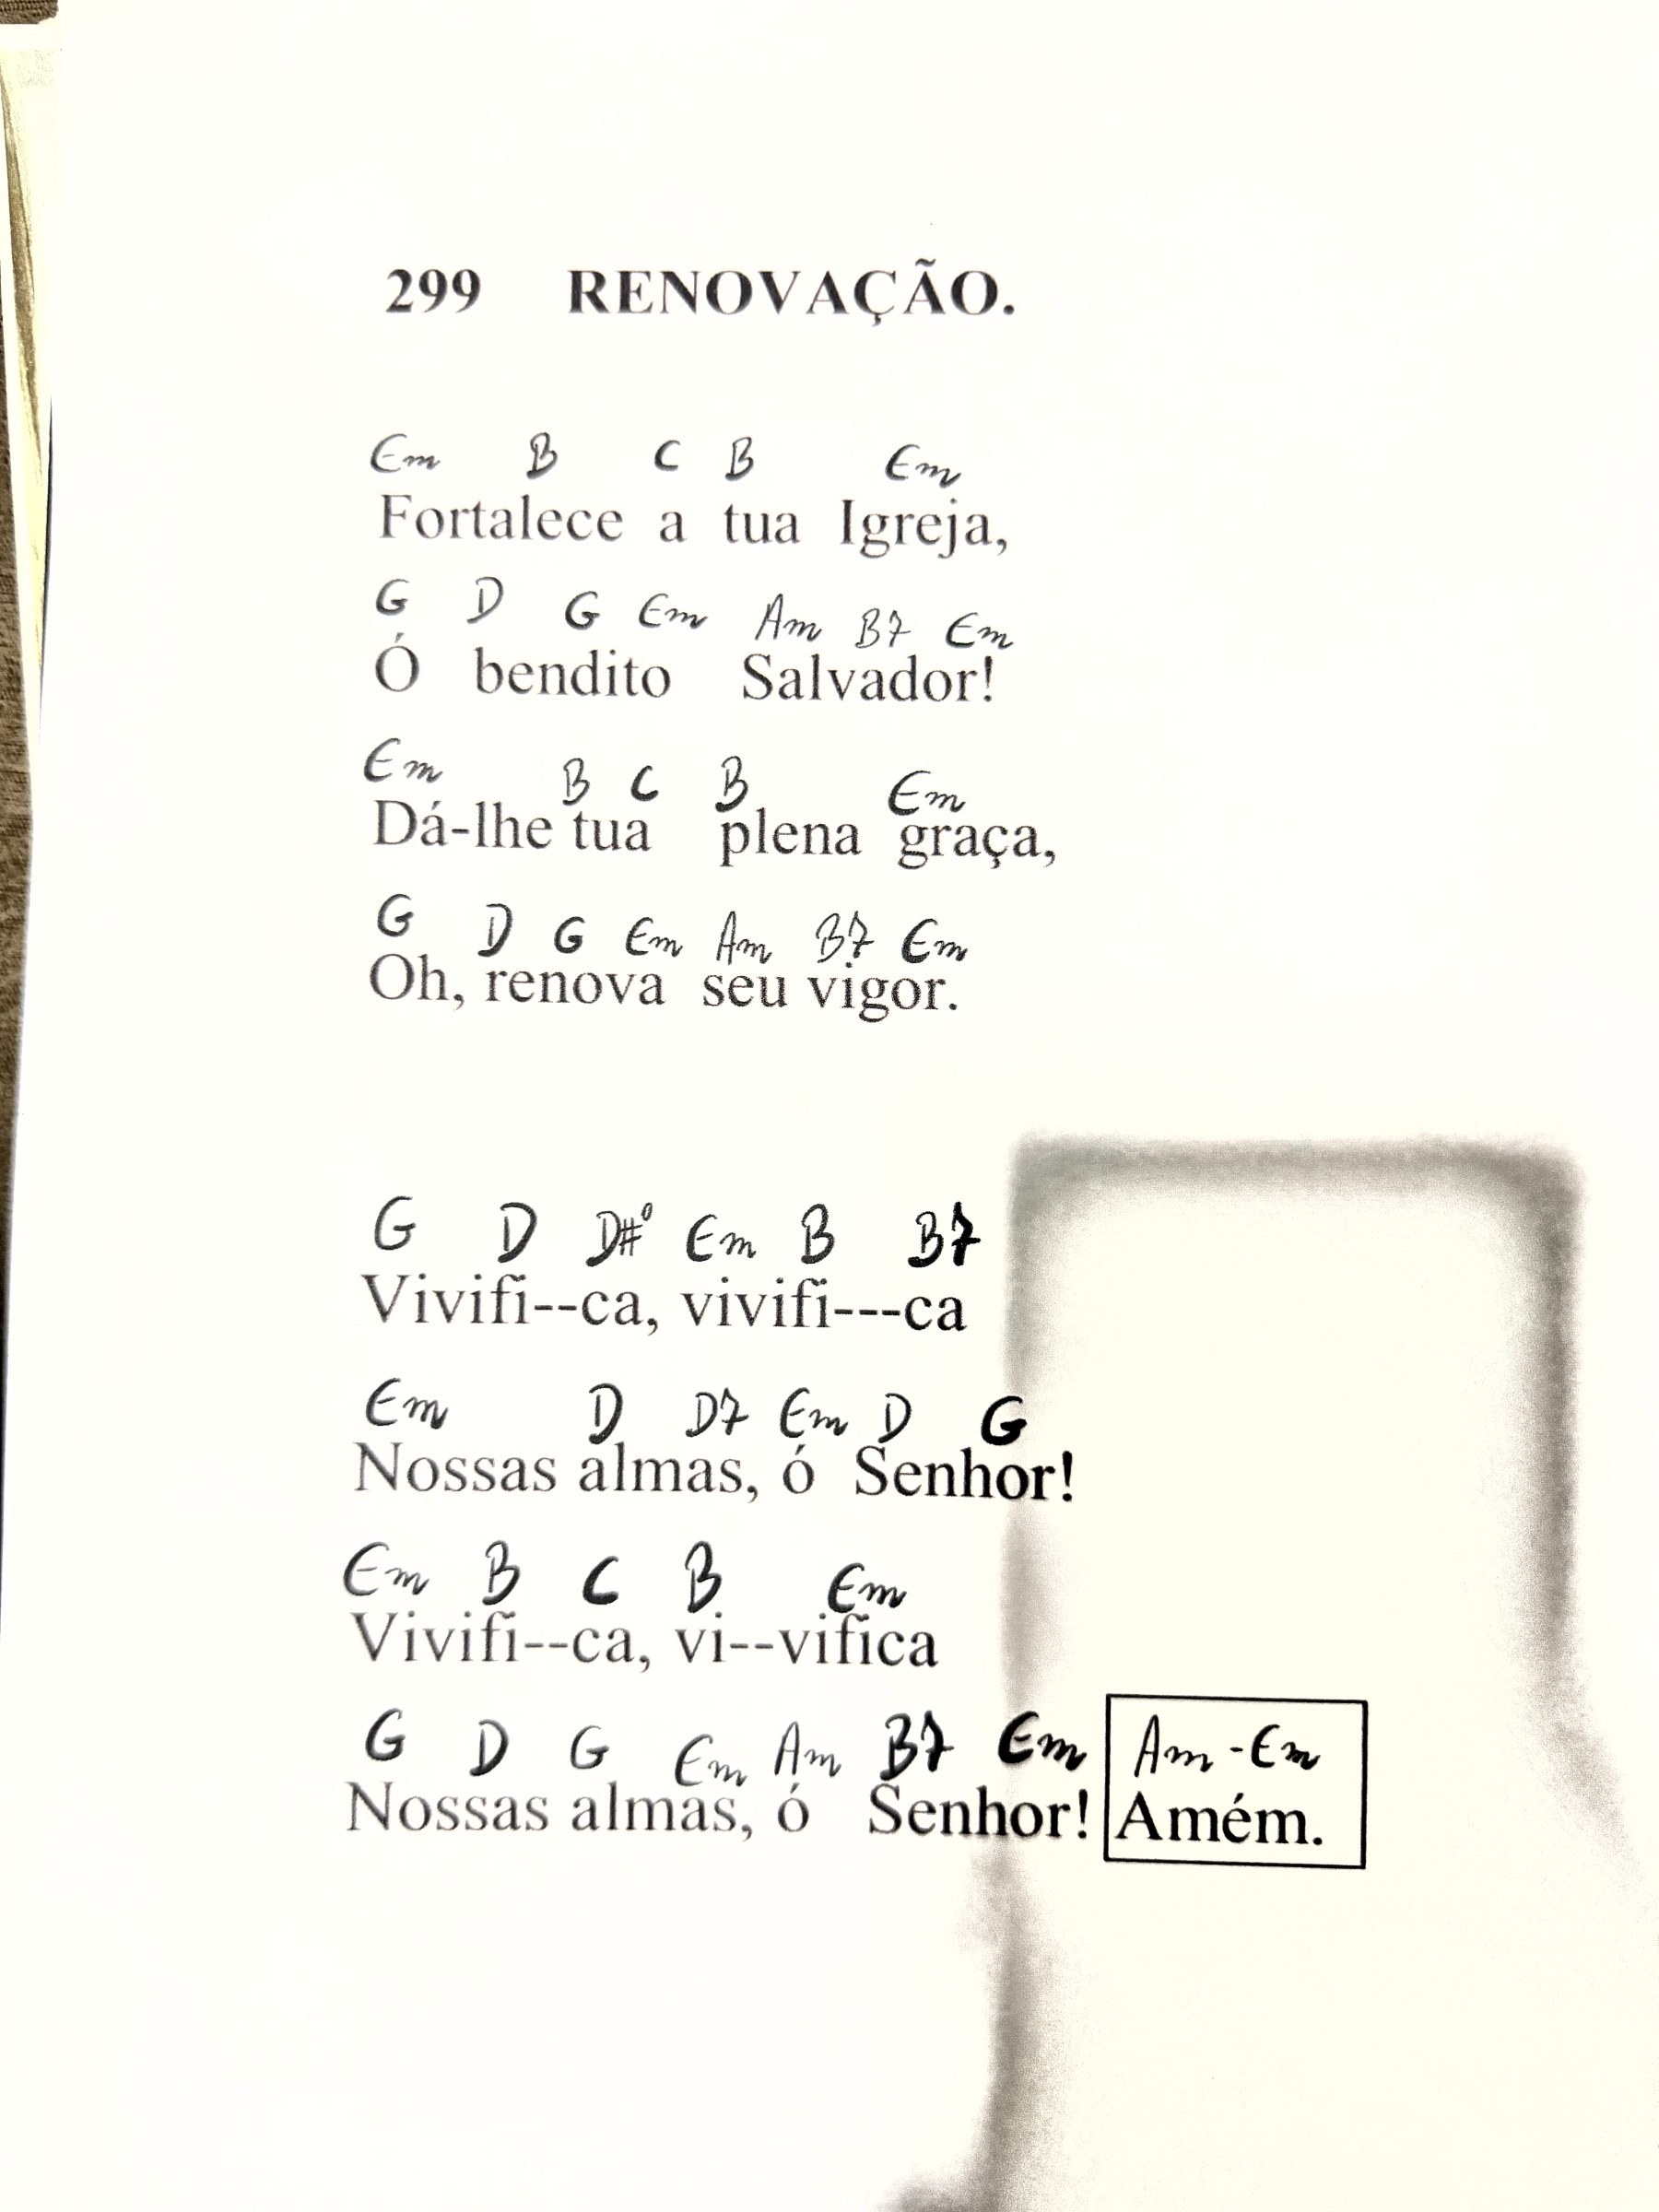 299 RENOVAÇÃO.
Em B C B Em
Fortalece a tua Igreja,
G D G Em Am B7 Em
Ó bendito Salvador!
Em B C B Em
Dá-lhe tua plena graça,
G D G Em Am B7 Em
Oh, renova seu vigor.
G D D#º Em B B7
Vivifi--ca, vivifi---ca
Em D D7 Em D G
Nossas almas, ó Senhor!
Em B C B Em
Vivifi--ca, vi--vifica
G D G Em Am B7 Em Am-Em
Nossas almas, ó Senhor! Amém.